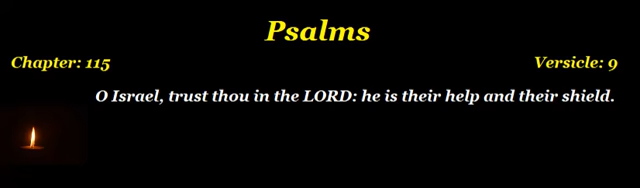 Psalms
Chapter: 115 Versicle: 9
O Israel, trust thou in the LORD: he is their help and their shield.